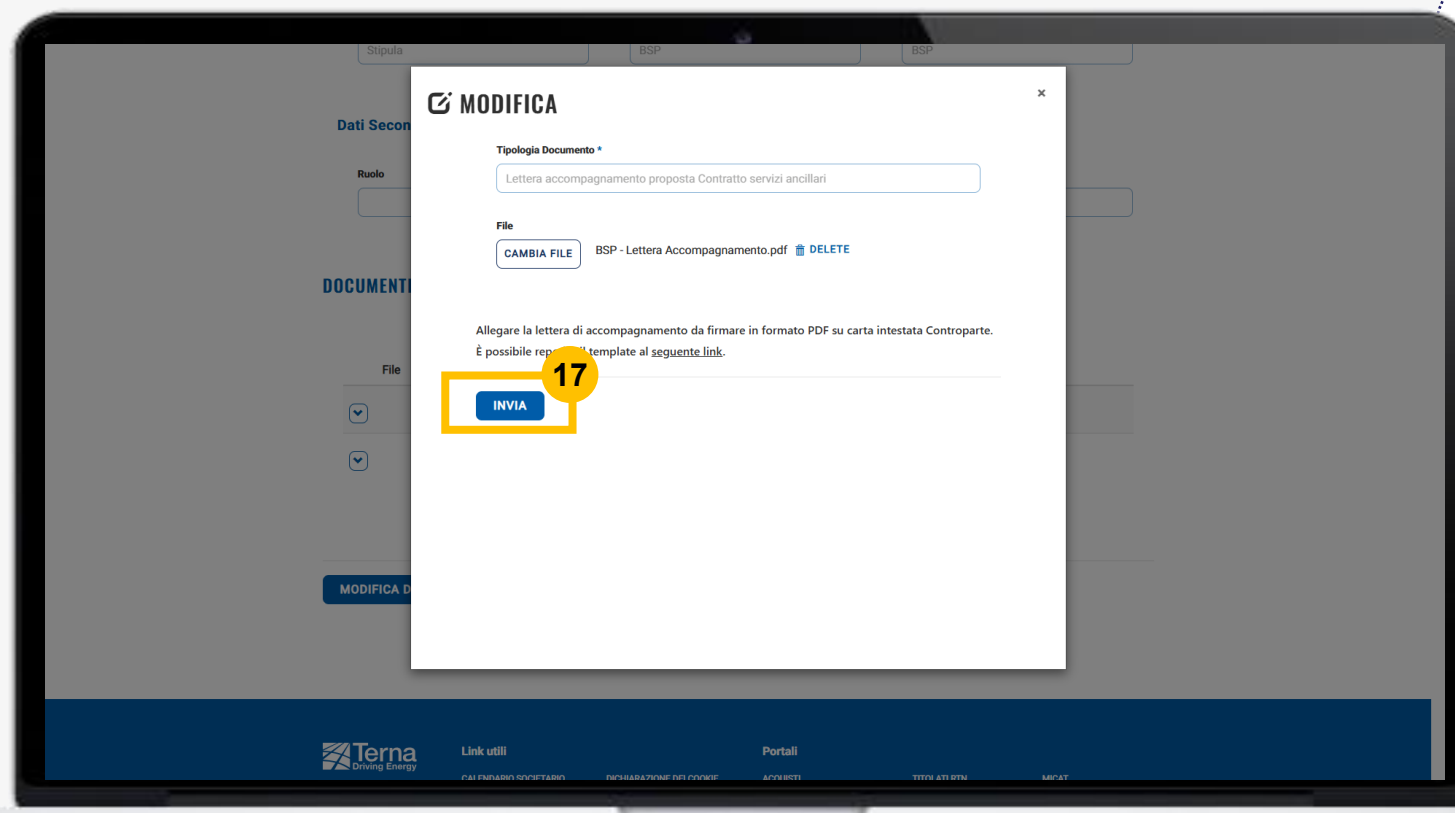 Stipula
BSP
BSP
MODIFICA
×
Dati Secon
Tipologia Documento *
Ruolo
Lettera accompagnamento proposta Contratto servizi ancillari
File
CAMBIA FILE
BSP - Lettera Accompagnamento.pdf
DELETE
DOCUMENTI
Allegare la lettera di accompagnamento da firmare in formato PDF su carta intestata Controparte.
È possibile template al seguente link.
File
17
INVIA
MODIFICA D
Terna
Driving Energy
Link utili
Portali
CALENDARIO SOCIETARIO
DICHIARAZIONE DEI COOKIE
ACQUISTI
TITOLATI RTN
MICAT